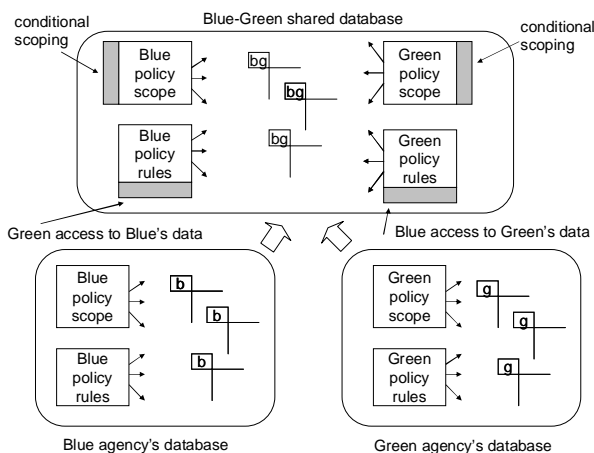 Blue-Green shared database
conditional
scoping
conditional
scoping
Blue
policy
scope
bg
bg
Green
policy
scope
Blue
policy
rules
bg
Green
policy
rules
Green access to Blue's data
Blue access to Green's data
Blue
policy
scope
b
b
Blue
policy
rules
b
Green
policy
scope
g
g
Green
policy
rules
g
Blue agency's database
Green agency's database